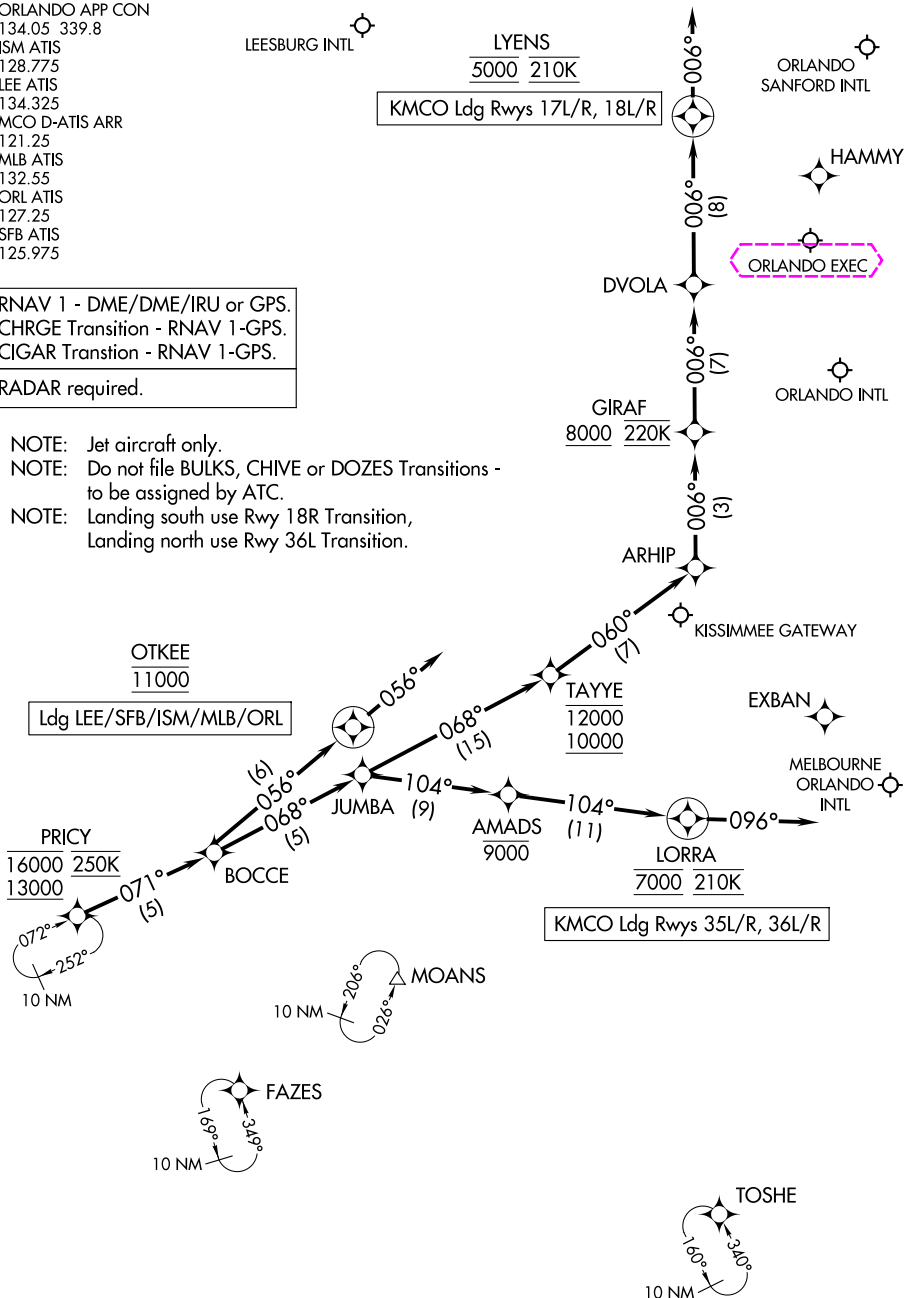 ORLANDO APP CON
134.05 339.8
ISM ATIS
128.775
LEE ATIS
134.325
MCO D-ATIS ARR
121.25
MLB ATIS
132.55
ORL ATIS
127.25
SFB ATIS
125.975
LEESBURG INTL
LYENS
5000 210K
KMCO Ldg Rwys 17L/R, 18L/R
006°
ORLANDO
SANFORD INTL
HAMMY
006°
(8)
ORLANDO EXEC
DVOLA
RNAV 1 - DME/DME/IRU or GPS.
CHRGE Transition - RNAV 1-GPS.
CIGAR Transtion - RNAV 1-GPS.
RADAR required.
006°
(7)
ORLANDO INTL
GIRAF
8000 220K
NOTE: Jet aircraft only.
NOTE: Do not file BULKS, CHIVE or DOZES Transitions -
to be assigned by ATC.
NOTE: Landing south use Rwy 18R Transition,
Landing north use Rwy 36L Transition.
006°
(3)
ARHIP
KISSIMMEE GATEWAY
060°
(7)
OTKEE
11000
Ldg LEE/SFB/ISM/MLB/ORL
056°
TAYYE
12000
10000
EXBAN
068°
(15)
(6)
056°
068°
(5)
JUMBA
104°
(9)
AMADS
9000
104°
(11)
MELBOURNE
ORLANDO
INTL
096°
LORRA
7000 210K
KMCO Ldg Rwys 35L/R, 36L/R
PRICY
16000 250K
13000
071°
(5)
BOCCE
072°
252°
10 NM
MOANS
206°
026°
10 NM
FAZES
169°
349°
10 NM
TOSHE
160°
340°
10 NM